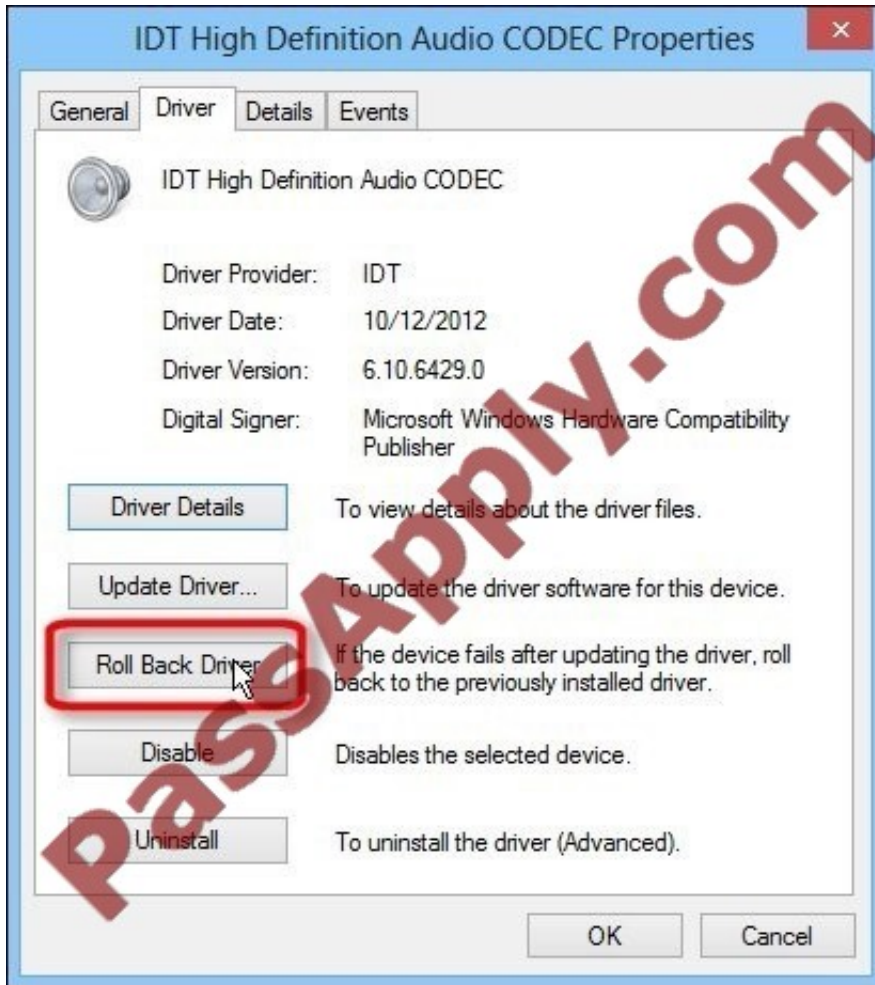 IDT High Definition Audio CODEC Properties
General Driver Details Events
IDT High Definition Audio CODEC
Driver Provider: IDT
Driver Date: 10/12/2012
Driver Version: 6.10.6429.0
Digital Signer: Microsoft Windows Hardware Compatibility
Publisher
Driver Details To view details about the driver files.
Update Driver... To update the driver software for this device.
Roll Back Driver If the device fails after updating the driver, roll
back to the previously installed driver.
Disable Disables the selected device.
Uninstall To uninstall the driver (Advanced).
OK Cancel
PassApply.com